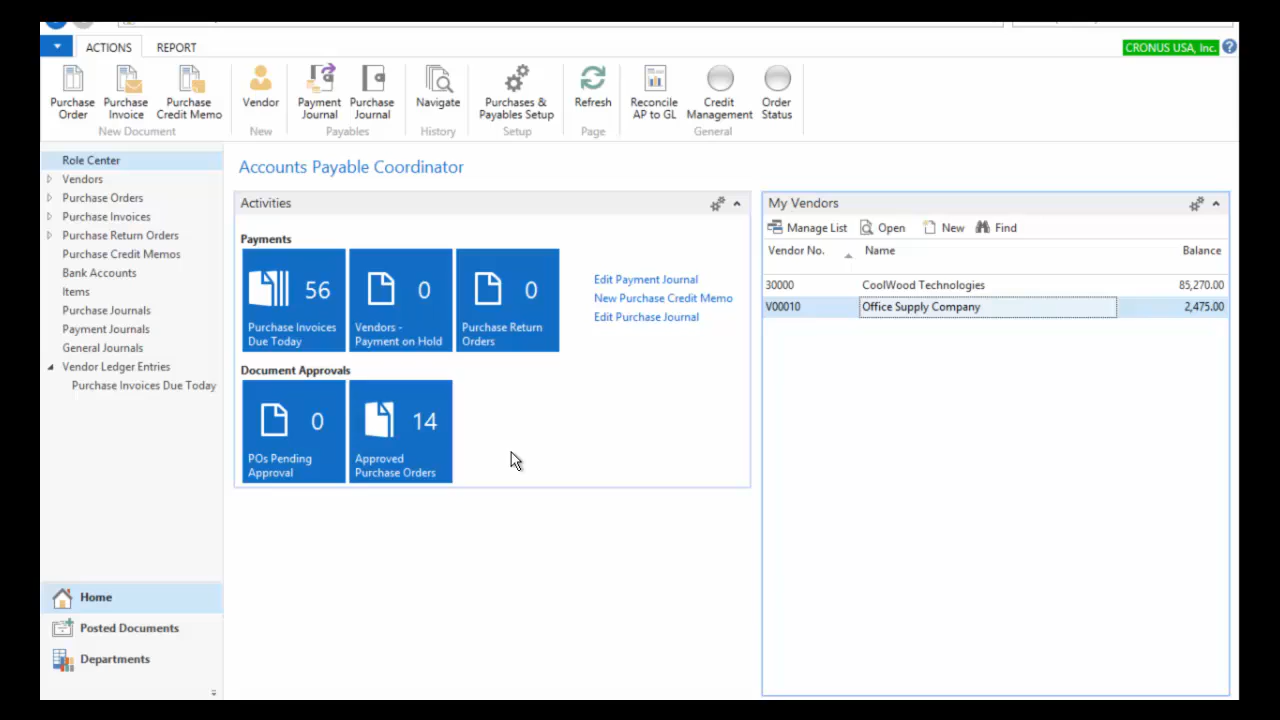 ACTIONS REPORT CRONUS USA, Inc. ?
Purchase Order
Purchase Invoice
Purchase Credit Memo
New Document
Vendor
New
Payment Journal
Purchase Journal
Payables
Navigate
History
Purchases & Payables Setup
Setup
Refresh
Page
Reconcile AP to GL
Credit Management
Order Status
General
Role Center
Vendors
Purchase Orders
Purchase Invoices
Purchase Return Orders
Purchase Credit Memos
Bank Accounts
Items
Purchase Journals
Payment Journals
General Journals
Vendor Ledger Entries
Purchase Invoices Due Today
Home
Posted Documents
Departments
Accounts Payable Coordinator
Activities
Payments
56
Purchase Invoices
Due Today
0
Vendors -
Payment on Hold
0
Purchase Return
Orders
Edit Payment Journal
New Purchase Credit Memo
Edit Purchase Journal
Document Approvals
0
POs Pending
Approval
14
Approved
Purchase Orders
My Vendors
Manage List Open New Find
Vendor No. Name Balance
30000 CoolWood Technologies 85,270.00
V00010 Office Supply Company 2,475.00